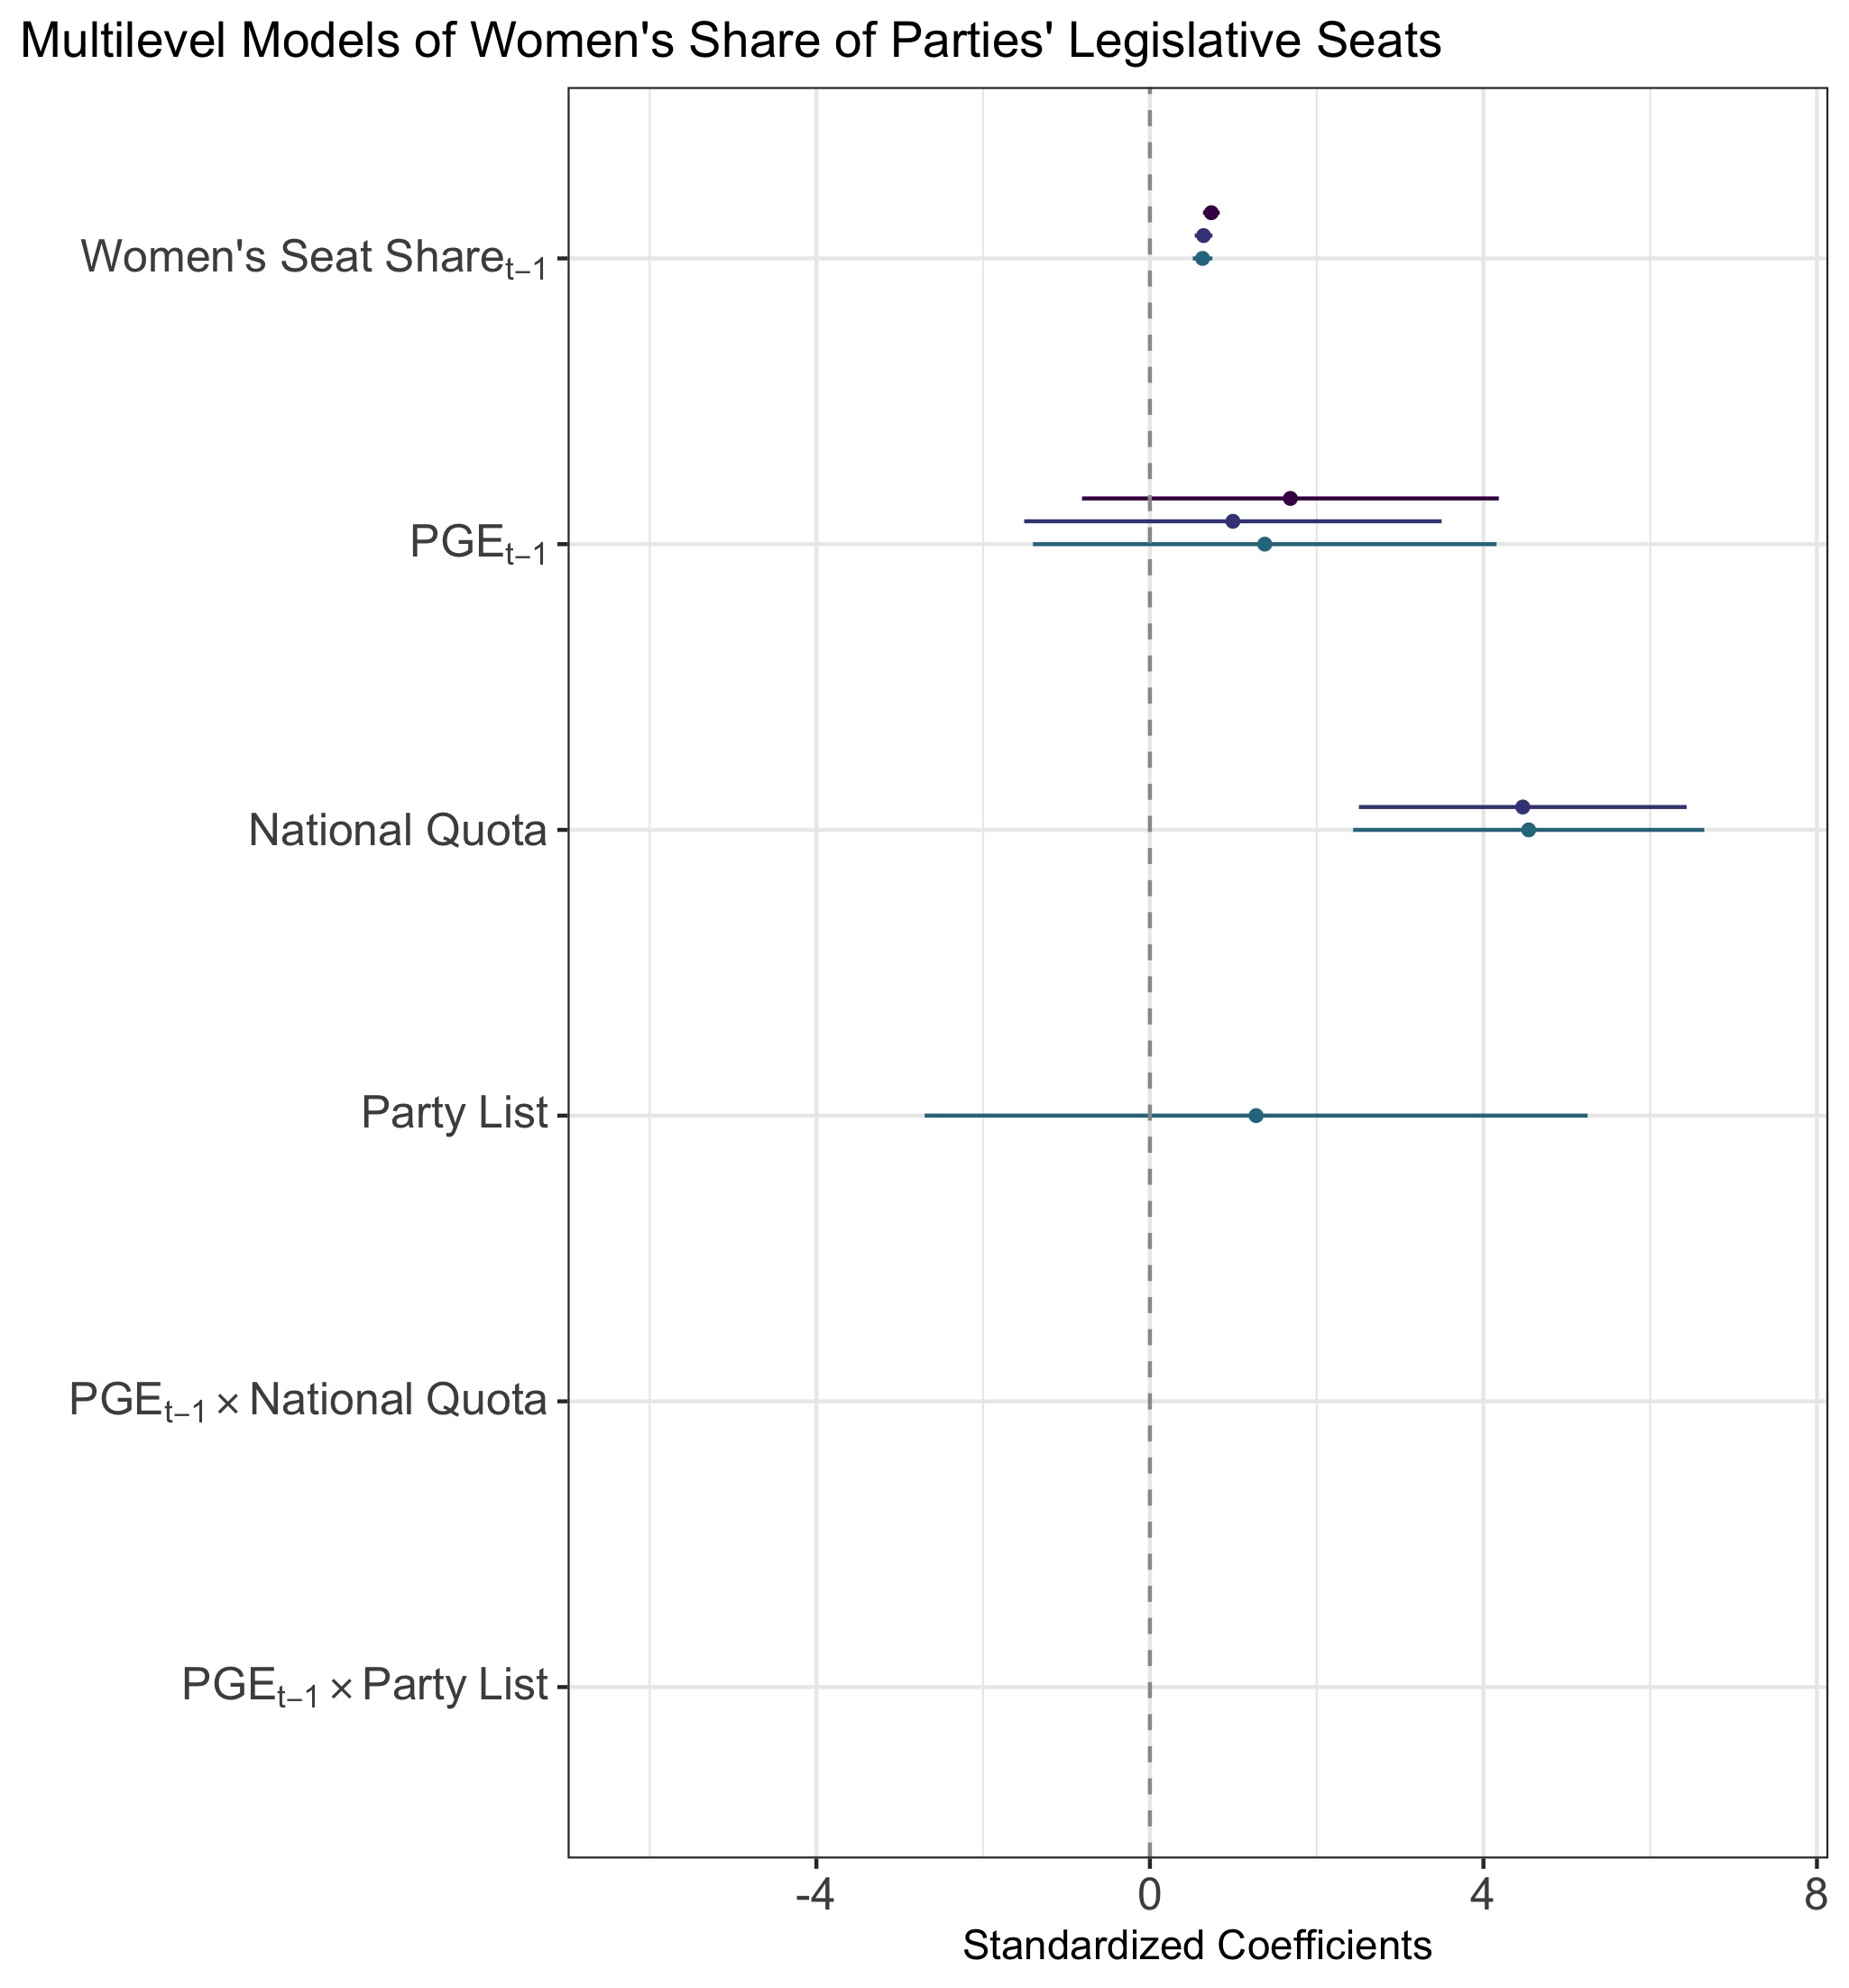 Multilevel Models of Women's Share of Parties' Legislative Seats
Women's Seat Share t−1
PGE t−1
National Quota
Party List
PGE t−1 × National Quota
PGE t−1 × Party List
-4 0 4 8
Standardized Coefficients